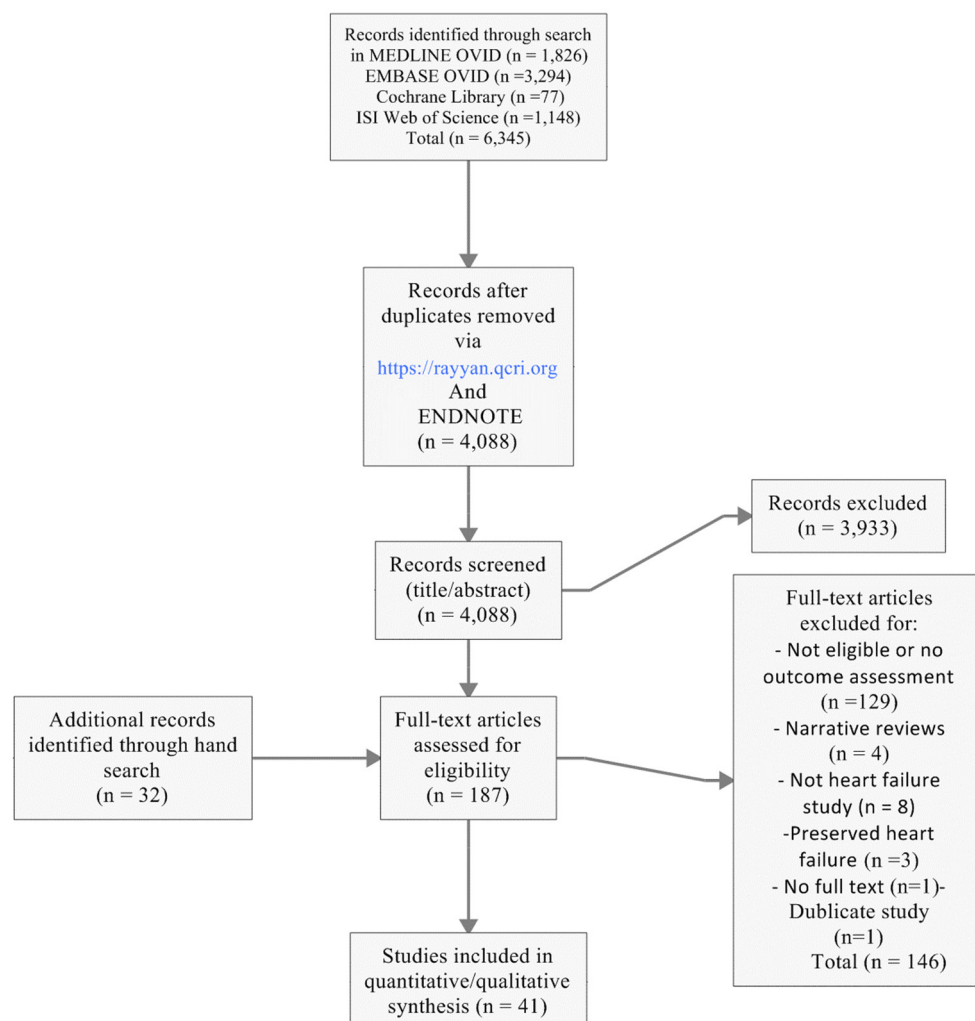 Records identified through search
in MEDLINE OVID (n = 1,826)
EMBASE OVID (n =3,294)
Cochrane Library (n =77)
ISI Web of Science (n =1,148)
Total (n = 6,345)
Records after
duplicates removed
via
https://rayyan.qcri.org
And
ENDNOTE
(n = 4,088)
Records excluded
(n = 3,933)
Records screened
(title/abstract)
(n = 4,088)
Full-text articles
excluded for:
- Not eligible or no
outcome assessment
(n =129)
- Narrative reviews
(n = 4)
- Not heart failure
study (n = 8)
-Preserved heart
failure (n =3)
- No full text (n=1)-
Dublicate study
(n=1)
Total (n = 146)
Additional records
identified through hand
search
(n = 32)
Full-text articles
assessed for
eligibility
(n = 187)
Studies included in
quantitative/qualitative
synthesis (n = 41)